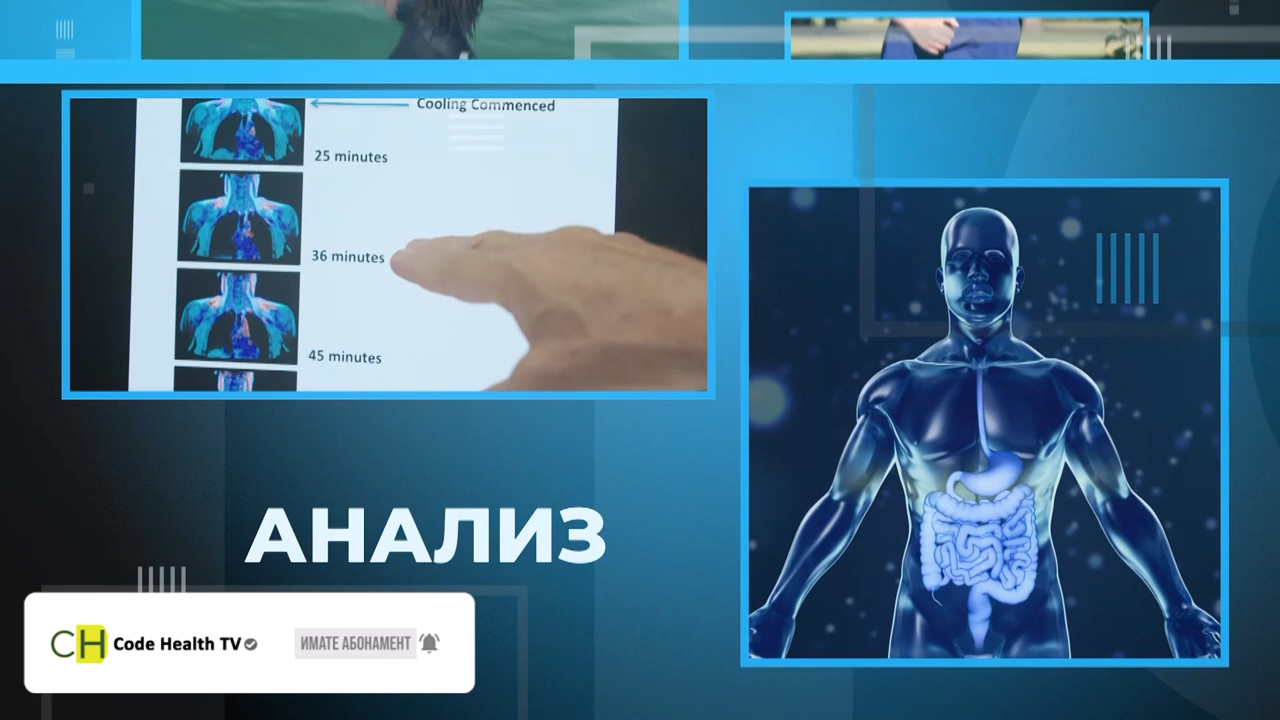 Cooling Commenced
25 minutes
36 minutes
45 minutes
АНАЛИЗ
CH Code Health TV
ИМАТЕ АБОНАМЕНТ